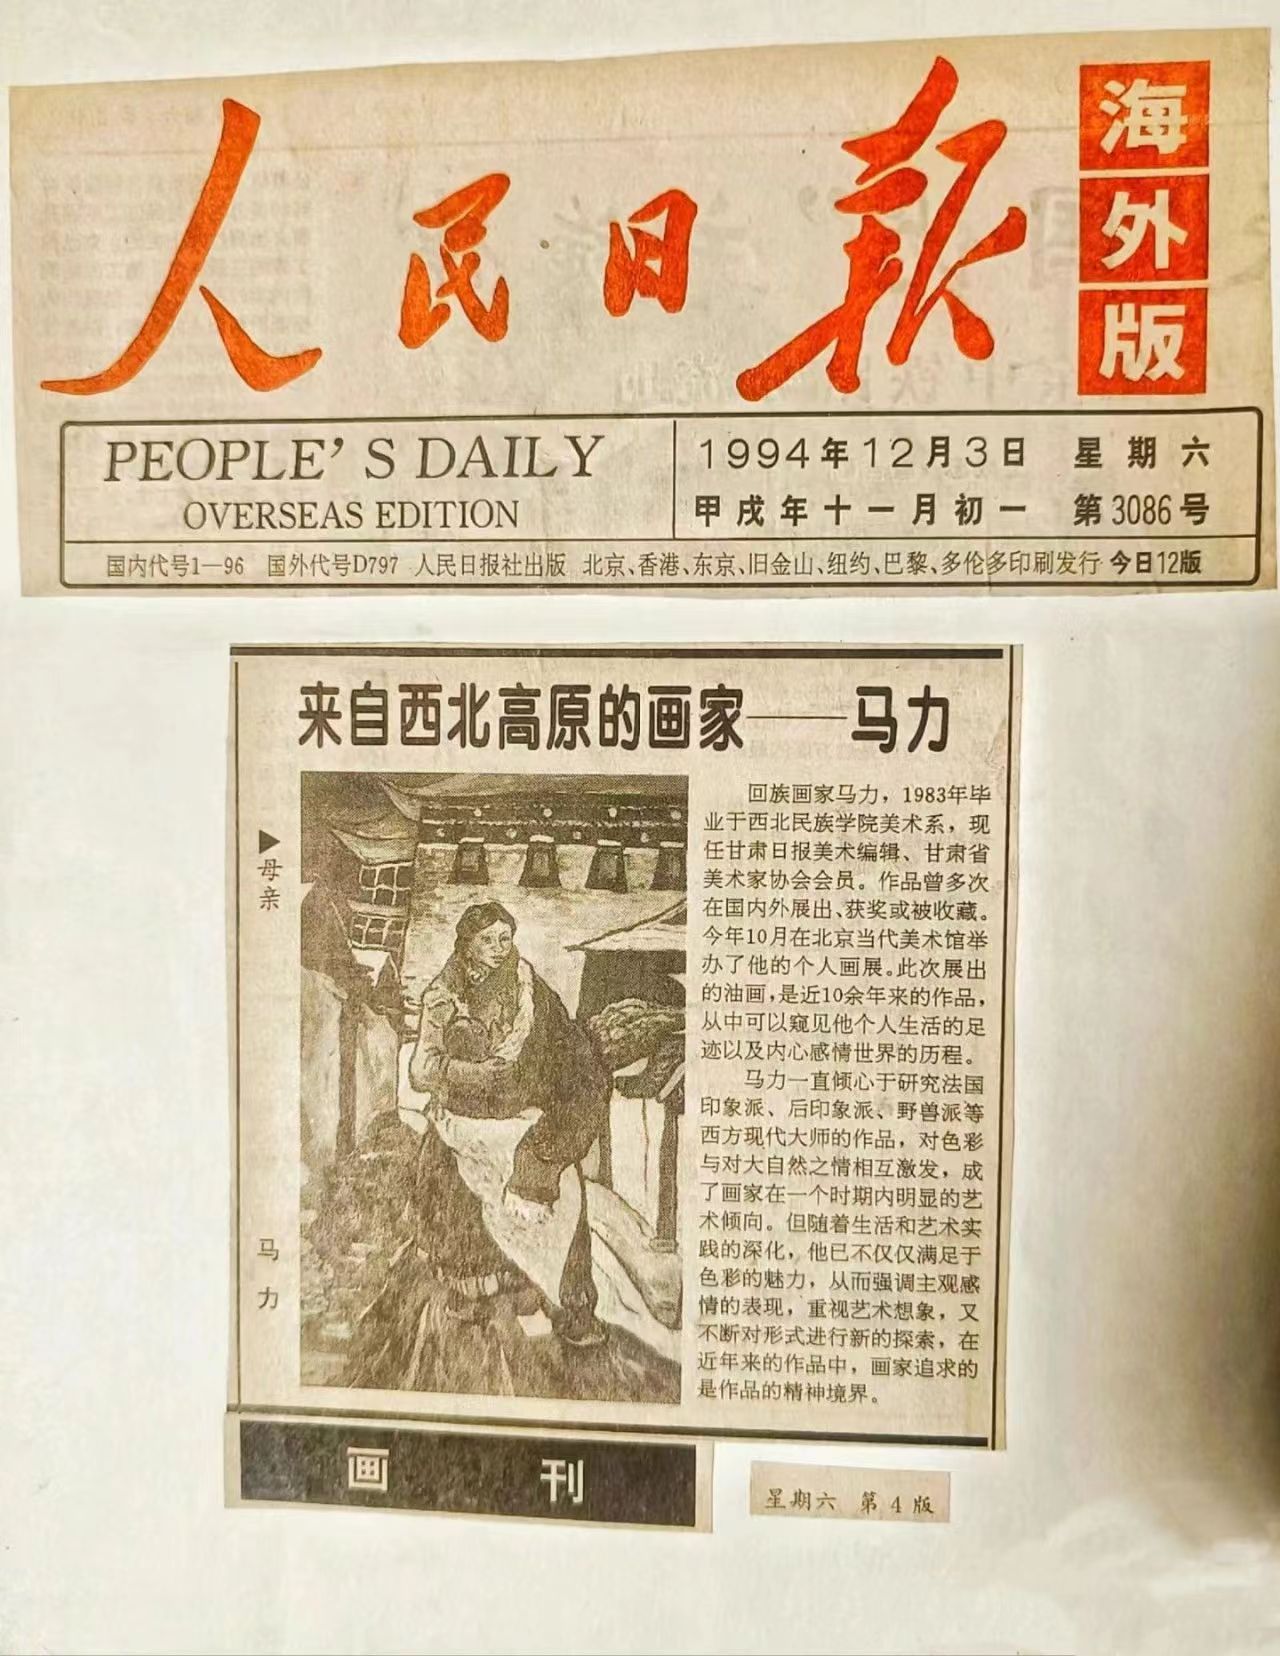 人民日报
海外版
PEOPLE'S DAILY
OVERSEAS EDITION
1994年12月3日 星期六
甲戌年十一月初一 第3086号
国内代号1—96 国外代号D797 人民日报社出版 北京、香港、东京、旧金山、纽约、巴黎、多伦多印刷发行 今日12版
来自西北高原的画家——马力
▶母亲
马力
回族画家马力，1983年毕
业于西北民族学院美术系，现
任甘肃日报美术编辑、甘肃省
美术家协会会员。作品曾多次
在国内外展出、获奖或被收藏。
今年10月在北京当代美术馆举
办了他的个人画展。此次展出
的油画，是近10余年来的作品，
从中可以窥见他个人生活的足
迹以及内心感情世界的历程。
马力一直倾心于研究法国
印象派、后印象派、野兽派等
西方现代大师的作品，对色彩
与对大自然之情相互激发，成
了画家在一个时期内明显的艺
术倾向。但随着生活和艺术实
践的深化，他已不仅仅满足于
色彩的魅力，从而强调主观感
情的表现，重视艺术想象，又
不断对形式进行新的探索，在
近年来的作品中，画家追求的
是作品的精神境界。
画刊
星期六 第4版